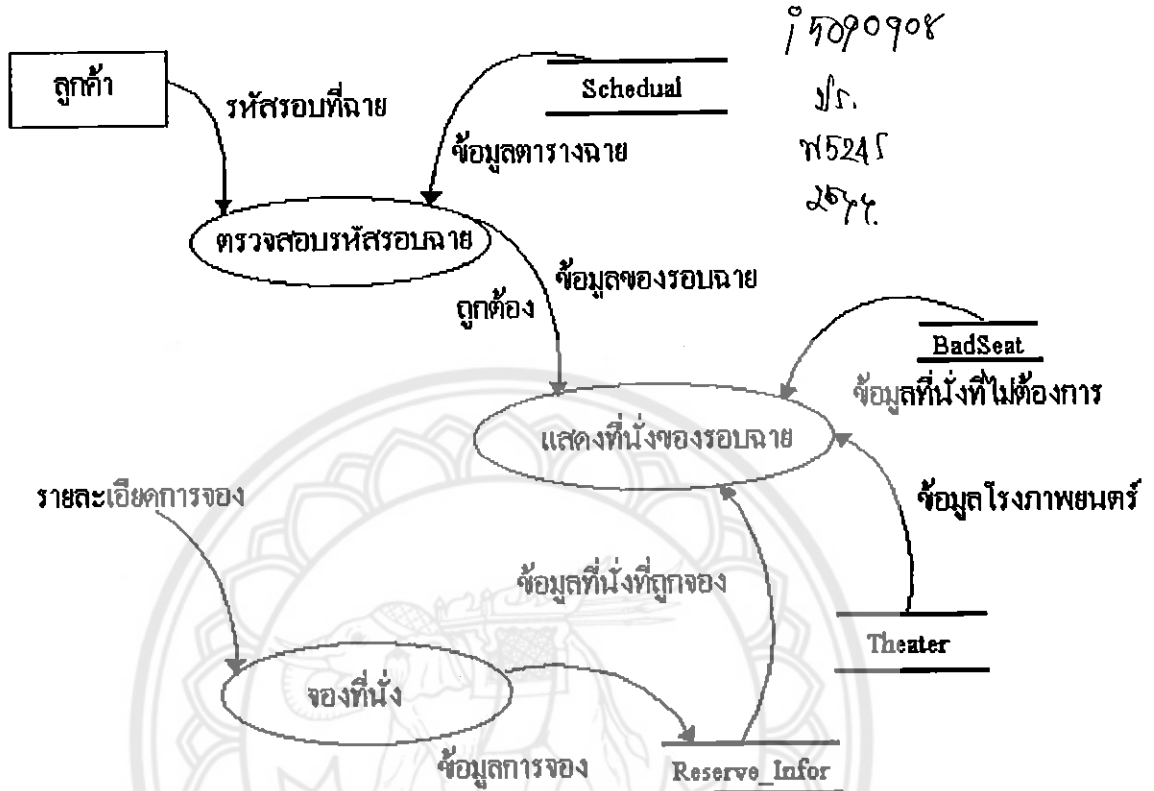 i 5090908
ลูกค้า
Schedual
ปร.
รหัสรอบที่ฉาย
ข้อมูลตารางฉาย
2544.
ตรวจสอบรหัสรอบฉาย
ข้อมูลของรอบฉาย
ถูกต้อง
BadSeat
ข้อมูลที่นั่งที่ไม่ต้องการ
แสดงที่นั่งของรอบฉาย
รายละเอียดการจอง
ข้อมูลโรงภาพยนตร์
ข้อมูลที่นั่งที่ถูกจอง
Theater
จองที่นั่ง
ข้อมูลการจอง
Reserve_Infor